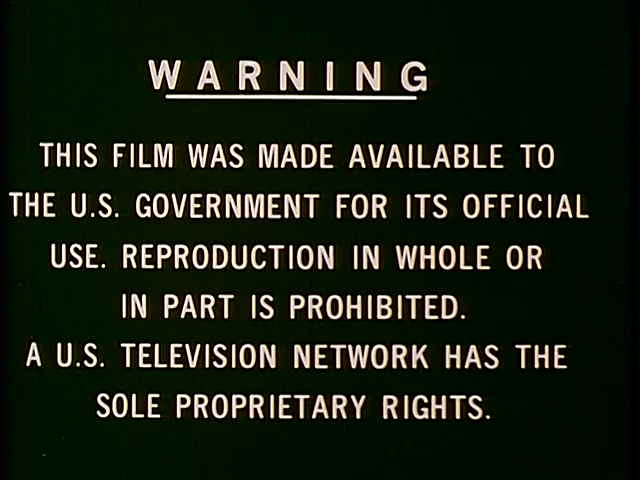 WARNING
THIS FILM WAS MADE AVAILABLE TO
THE U.S. GOVERNMENT FOR ITS OFFICIAL
USE. REPRODUCTION IN WHOLE OR
IN PART IS PROHIBITED.
A U.S. TELEVISION NETWORK HAS THE
SOLE PROPRIETARY RIGHTS.